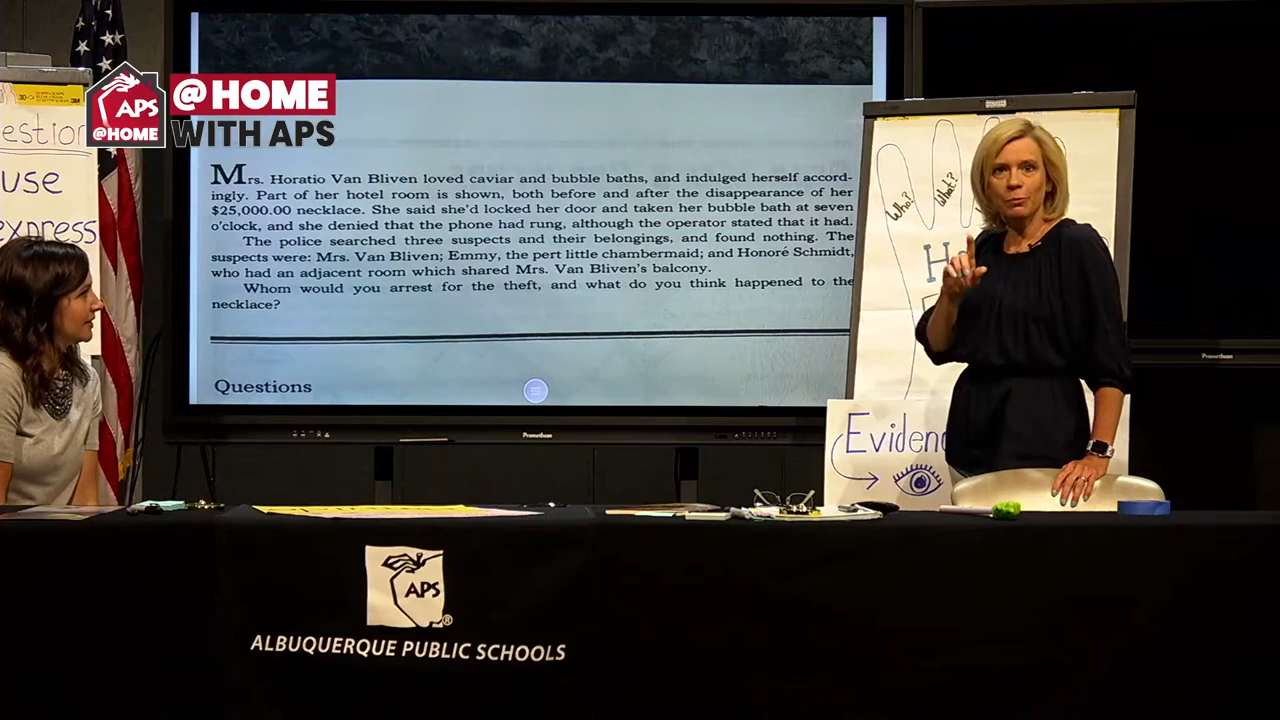 @HOME
WITH APS
APS
@HOME
estion
use
express
Mrs. Horatio Van Bliven loved caviar and bubble baths, and indulged herself accord-
ingly. Part of her hotel room is shown, both before and after the disappearance of her
$25,000.00 necklace. She said she'd locked her door and taken her bubble bath at seven
o'clock, and she denied that the phone had rung, although the operator stated that it had.
The police searched three suspects and their belongings, and found nothing. The
suspects were: Mrs. Van Bliven; Emmy, the pert little chambermaid; and Honoré Schmidt,
who had an adjacent room which shared Mrs. Van Bliven's balcony.
Whom would you arrest for the theft, and what do you think happened to the
necklace?
Questions
Promethean
Who?
What?
H
Evidenc
Promethean
APS
ALBUQUERQUE PUBLIC SCHOOLS